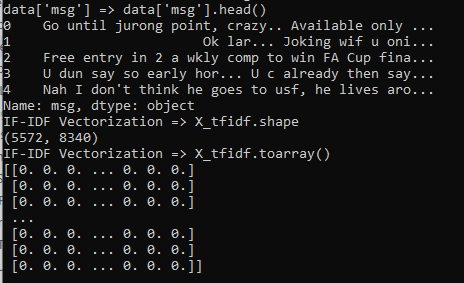 data['msg'] => data['msg'].head()
0    Go until jurong point, crazy.. Available only ...
1                        Ok lar... Joking wif u oni...
2    Free entry in 2 a wkly comp to win FA Cup fina...
3    U dun say so early hor... U c already then say...
4    Nah I don't think he goes to usf, he lives aro...
Name: msg, dtype: object
IF-IDF Vectorization => X_tfidf.shape
(5572, 8340)
IF-IDF Vectorization => X_tfidf.toarray()
[[0. 0. 0. ... 0. 0. 0.]
 [0. 0. 0. ... 0. 0. 0.]
 [0. 0. 0. ... 0. 0. 0.]
 ...
 [0. 0. 0. ... 0. 0. 0.]
 [0. 0. 0. ... 0. 0. 0.]
 [0. 0. 0. ... 0. 0. 0.]]